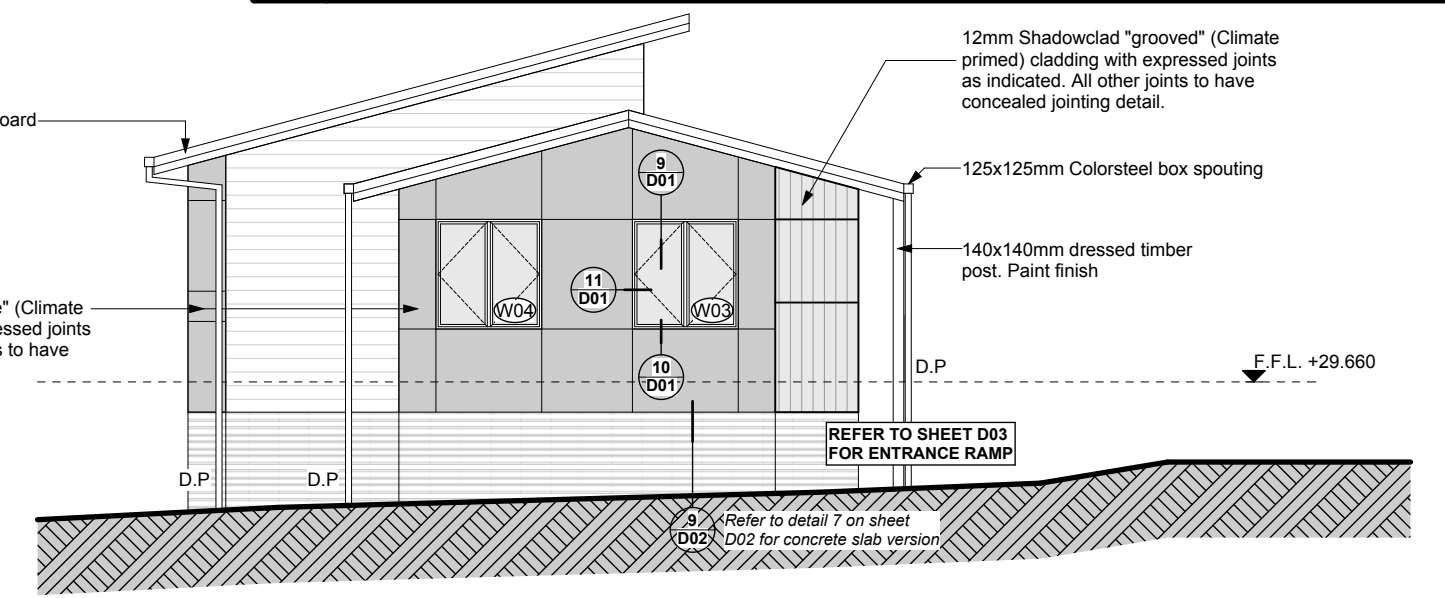 12mm Shadowclad "grooved" (Climate
primed) cladding with expressed joints
as indicated. All other joints to have
concealed jointing detail.
oard
9
D01
125x125mm Colorsteel box spouting
140x140mm dressed timber
post. Paint finish
11
D01
W04
W03
e" (Climate
essed joints
s to have
10
D01
D.P
F.F.L. +29.660
REFER TO SHEET D03
FOR ENTRANCE RAMP
D.P
D.P
9
D02
Refer to detail 7 on sheet
D02 for concrete slab version